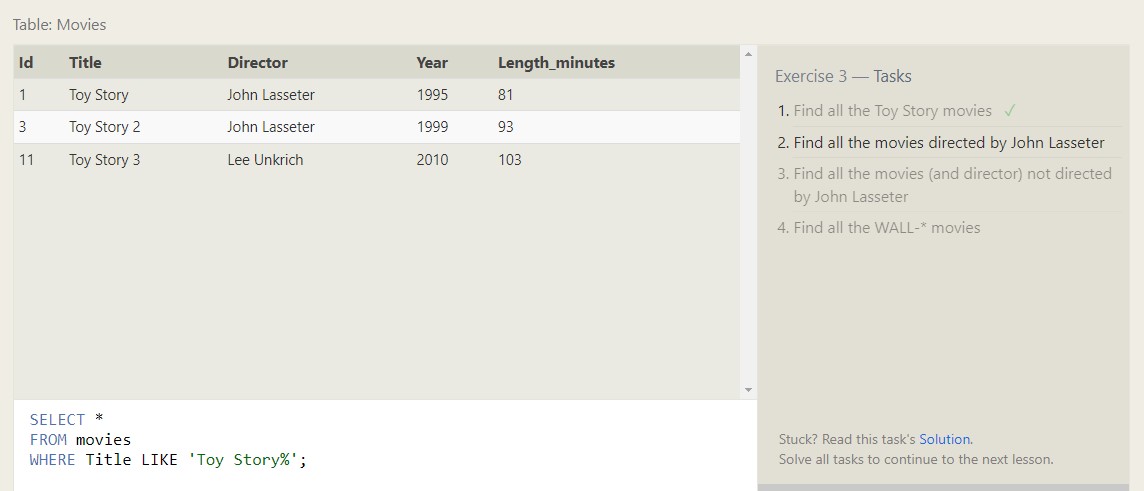 Table: Movies
Id Title Director Year Length_minutes
1 Toy Story John Lasseter 1995 81
3 Toy Story 2 John Lasseter 1999 93
11 Toy Story 3 Lee Unkrich 2010 103
SELECT *
FROM movies
WHERE Title LIKE 'Toy Story%';
Exercise 3 — Tasks
1. Find all the Toy Story movies ✓
2. Find all the movies directed by John Lasseter
3. Find all the movies (and director) not directed
by John Lasseter
4. Find all the WALL-* movies
Stuck? Read this task's Solution.
Solve all tasks to continue to the next lesson.